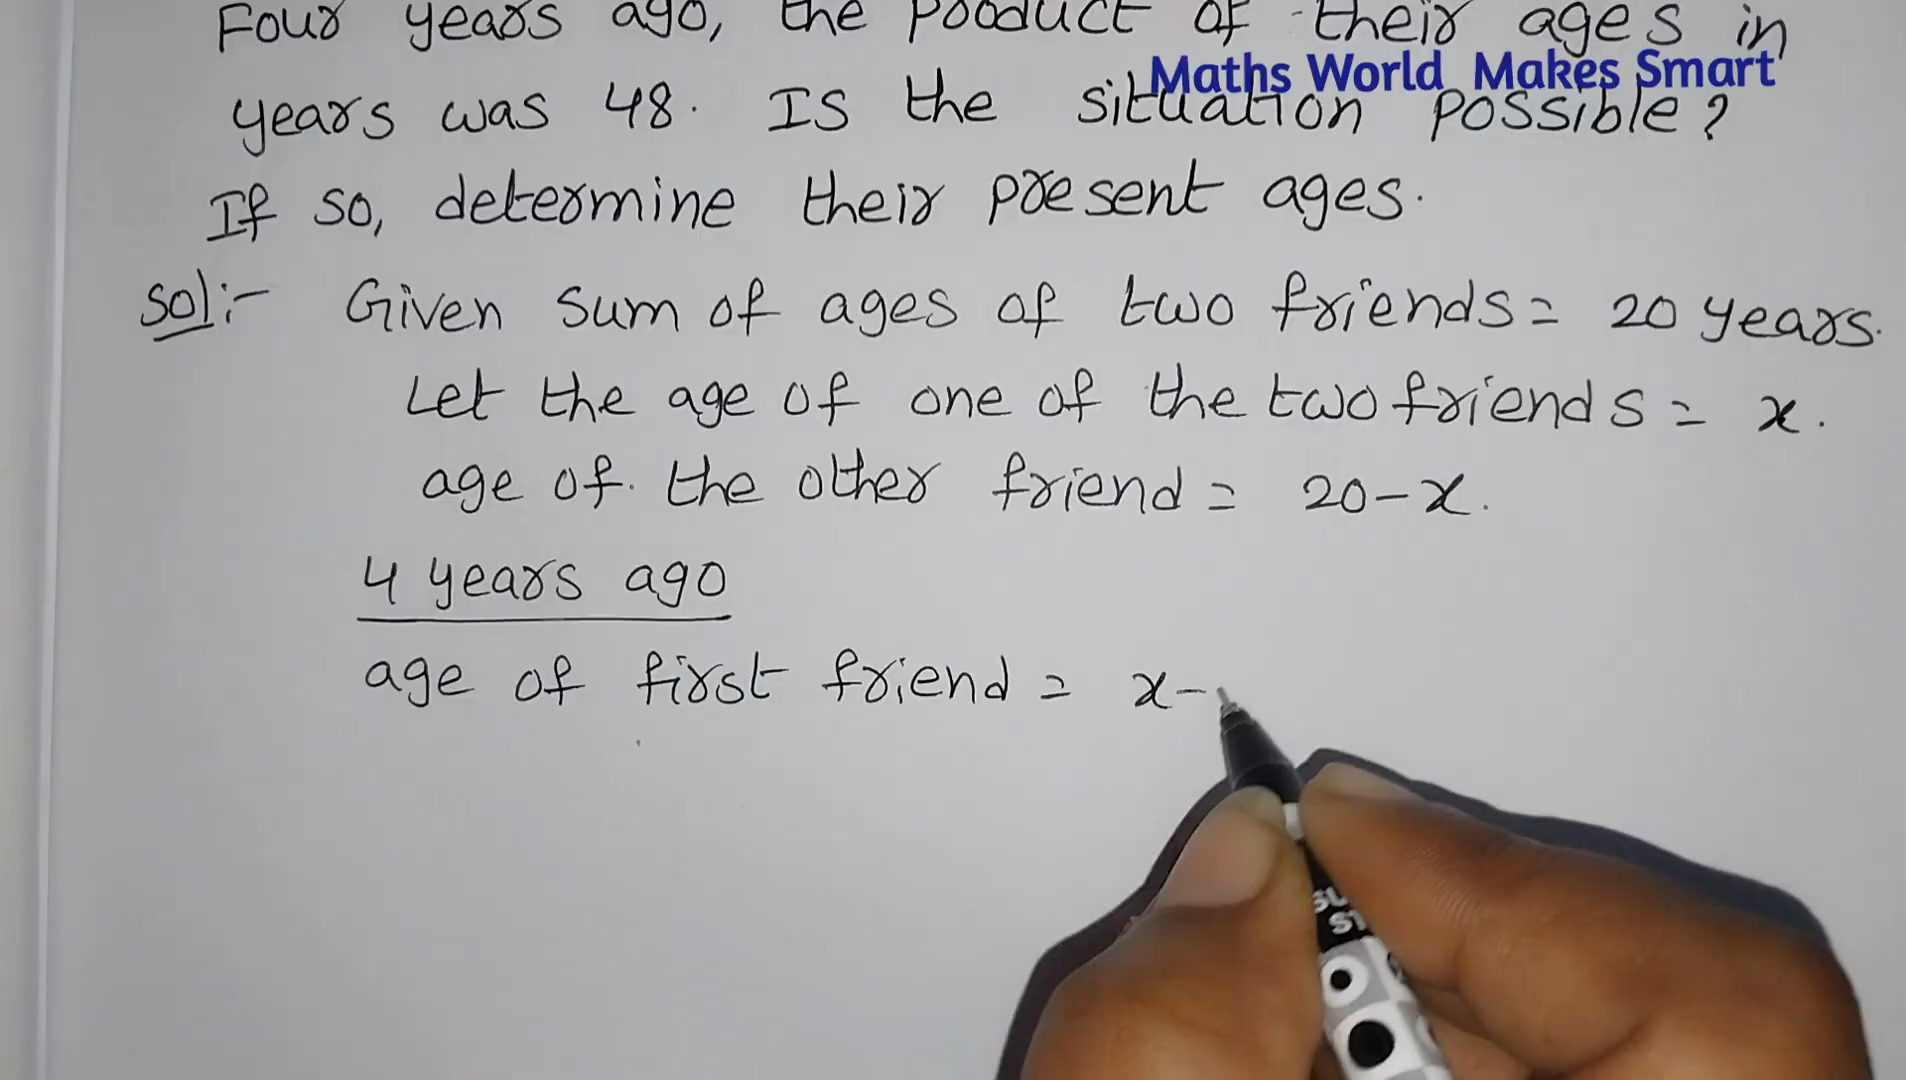 Four years ago, the product of their ages in
Maths World Makes Smart
years was 48. Is the situation possible?
If so, determine their present ages.
Sol:- Given sum of ages of two friends = 20 years.
Let the age of one of the two friends = x.
age of the other friend = 20-x.
4 years ago
age of first friend = x-
SU
ST